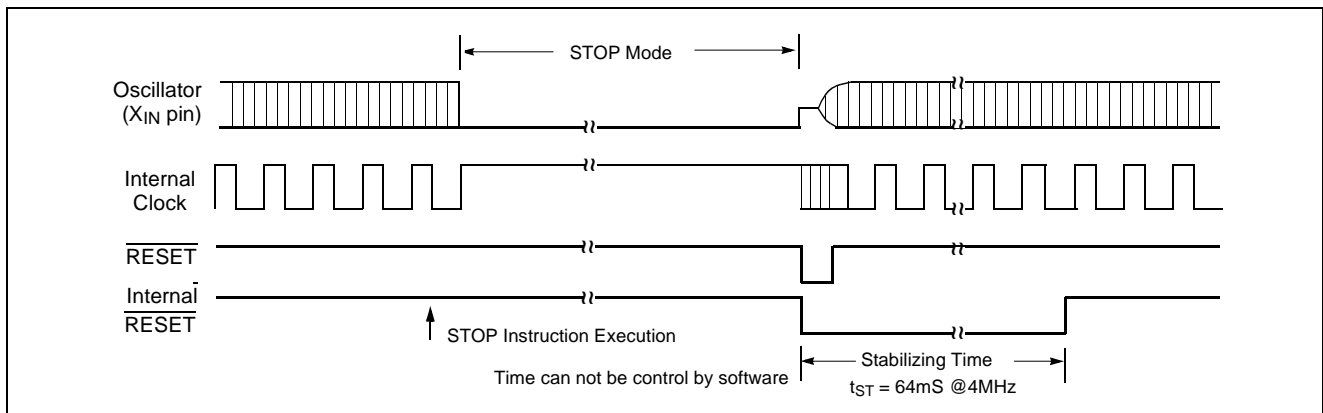 STOP Mode
Oscillator
(XIN pin)
Internal
Clock
RESET
Internal
RESET
STOP Instruction Execution
Time can not be control by software
Stabilizing Time
tST = 64mS @4MHz